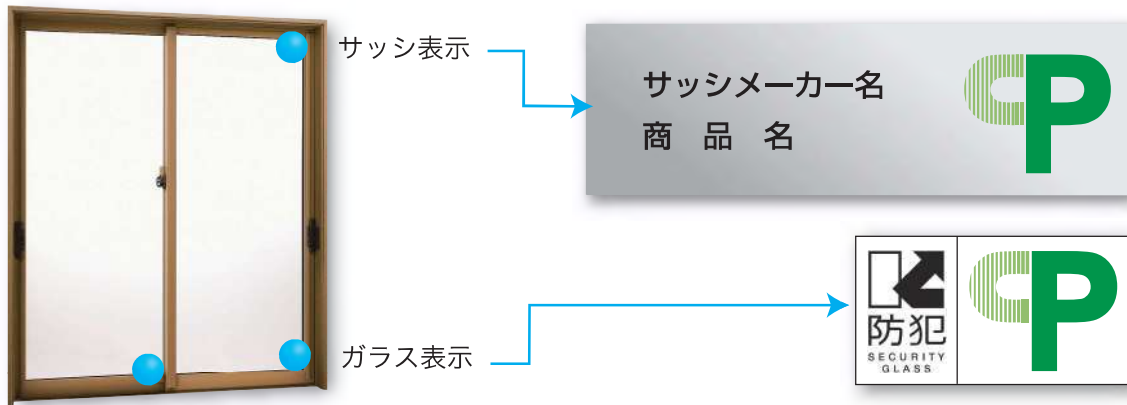 サッシ表示
サッシメーカー名
商 品 名
CP
ガラス表示
防犯
SECURITY
GLASS
CP